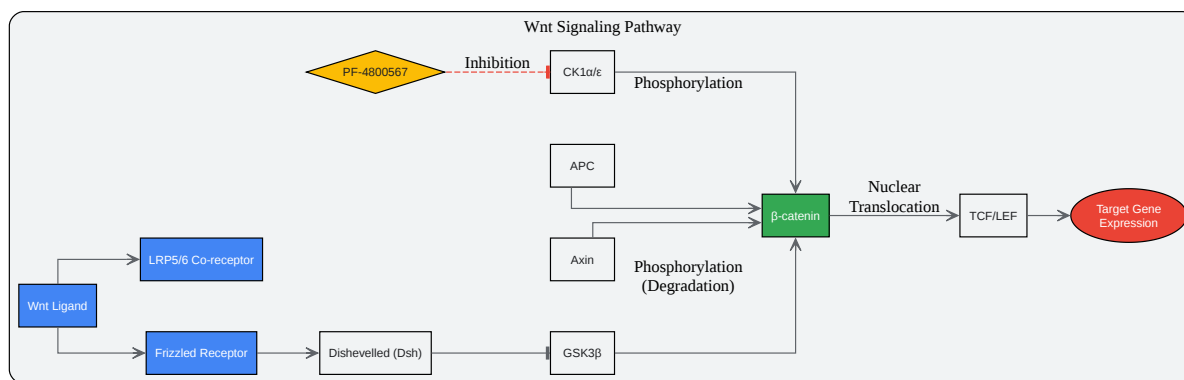 Wnt Signaling Pathway
PF-4800567
Inhibition
CK1α/ε
Phosphorylation
APC
β-catenin
Nuclear
Translocation
TCF/LEF
Target Gene
Expression
Axin
Phosphorylation
(Degradation)
LRP5/6 Co-receptor
Wnt Ligand
Frizzled Receptor
Dishevelled (Dsh)
GSK3β